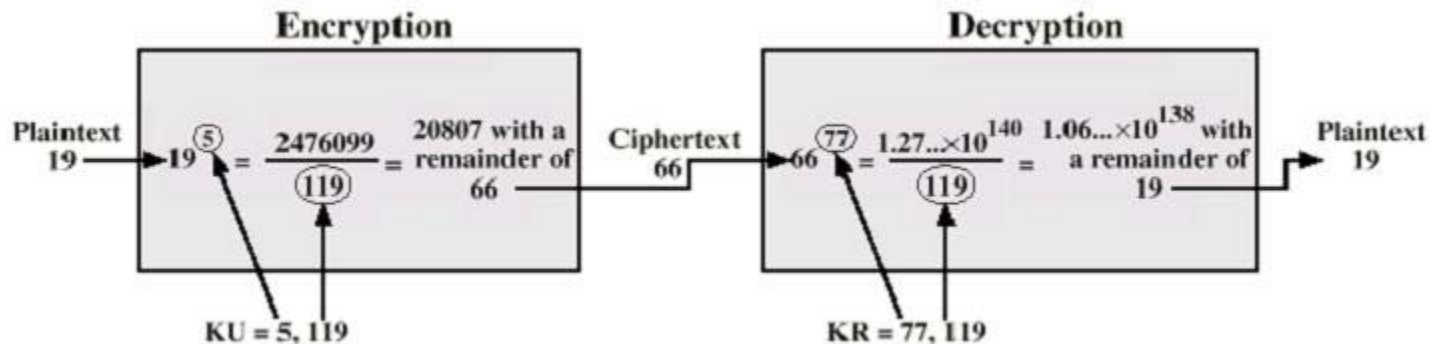 Encryption
Plaintext
19
19^5 = 2476099 / 119 = 20807 with a remainder of 66
KU = 5, 119
Ciphertext
66
Decryption
66^77 = 1.27...×10^140 / 119 = 1.06...×10^138 with a remainder of 19
KR = 77, 119
Plaintext
19